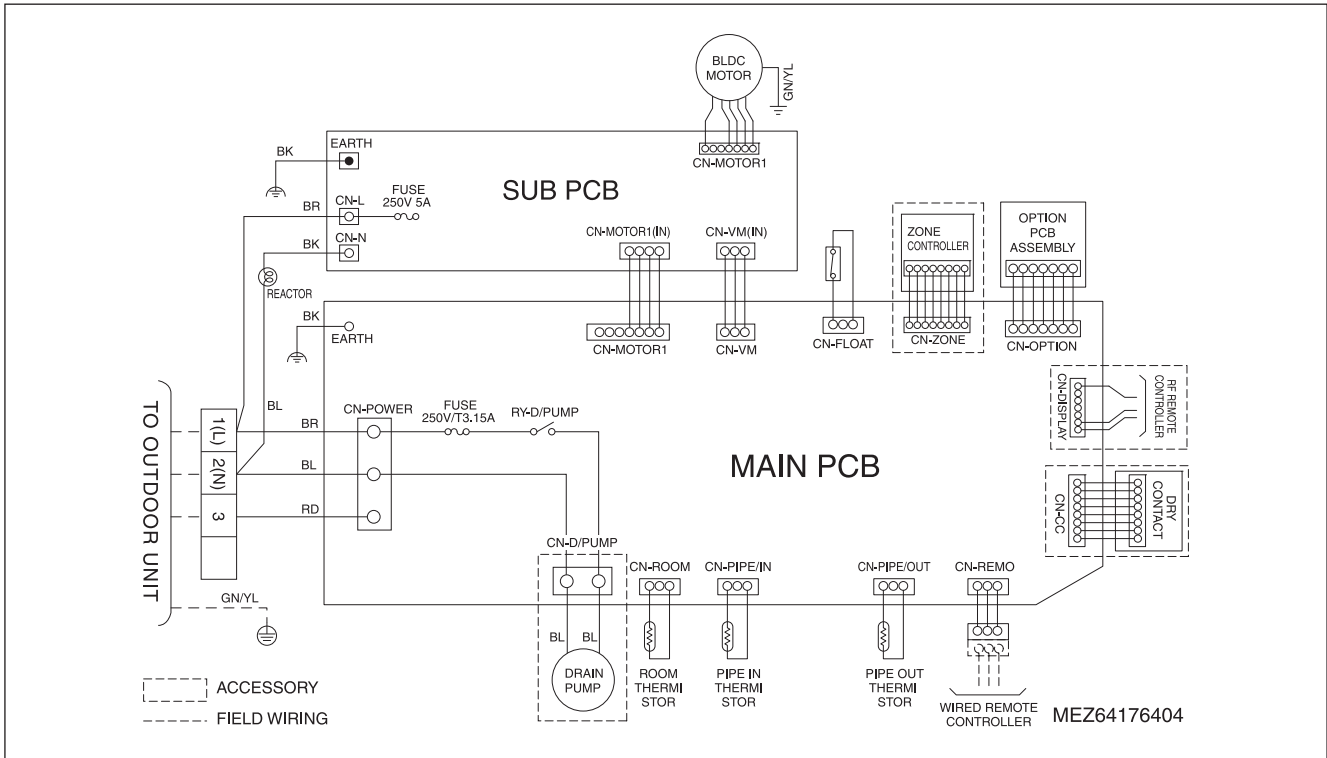 BLDC
MOTOR
GN/YL
CN-MOTOR1
EARTH
BK
SUB PCB
FUSE
250V 5A
BR
CN-L
BK
CN-N
REACTOR
CN-MOTOR1(IN)
CN-VM(IN)
ZONE
CONTROLLER
OPTION
PCB
ASSEMBLY
BK
EARTH
CN-MOTOR1
CN-VM
CN-FLOAT
CN-ZONE
CN-OPTION
CN-DISPLAY
RF REMOTE
CONTROLLER
TO OUTDOOR UNIT
1(L)
2(N)
3
BL
BR
BL
RD
CN-POWER
FUSE
250V/T3.15A
RY-D/PUMP
MAIN PCB
CN-CC
DRY
CONTACT
CN-D/PUMP
CN-ROOM
CN-PIPE/IN
CN-PIPE/OUT
CN-REMO
GN/YL
BL
BL
DRAIN
PUMP
ROOM
THERMI
STOR
PIPE IN
THERMI
STOR
PIPE OUT
THERMI
STOR
WIRED REMOTE
CONTROLLER
ACCESSORY
FIELD WIRING
MEZ64176404